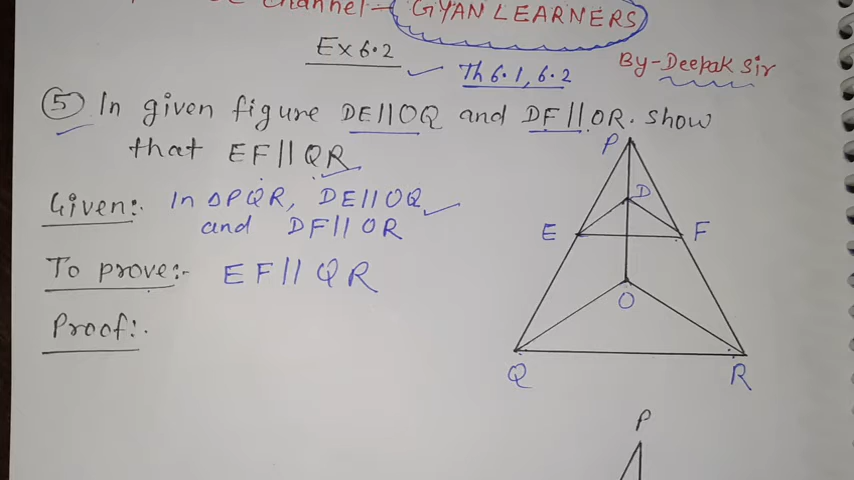 Channel- GYAN LEARNERS
Ex 6.2
Th 6.1, 6.2
By-Deepak Sir
5 In given figure DE||OQ and DF||OR. show
that EF||QR
Given:- In ΔPQR, DE||OQ
and DF||OR
To prove:- EF||QR
Proof:-
P
D
E F
O
Q R
P